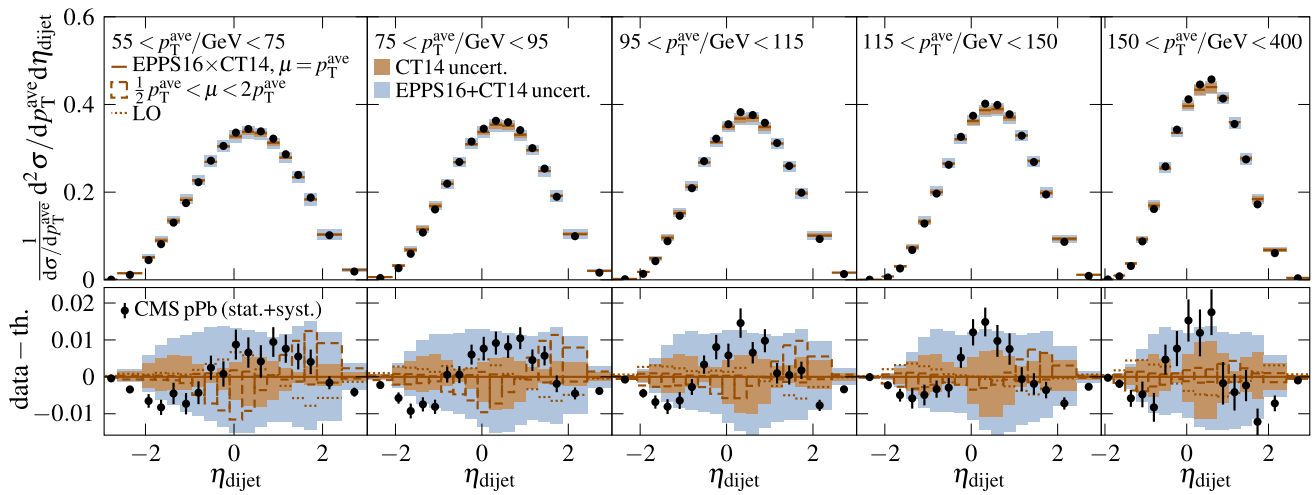 0.6
0.4
0.2
0
1/(dσ/dp_T^ave) d²σ/dp_T^ave dη_dijet
55 < p_T^ave/GeV < 75
EPPS16×CT14, μ = p_T^ave
½p_T^ave < μ < 2p_T^ave
LO
75 < p_T^ave/GeV < 95
CT14 uncert.
EPPS16+CT14 uncert.
95 < p_T^ave/GeV < 115
115 < p_T^ave/GeV < 150
150 < p_T^ave/GeV < 400
0.02
0.01
0
−0.01
data − th.
CMS pPb (stat.+syst.)
−2 0 2 −2 0 2 −2 0 2 −2 0 2 −2 0 2
η_dijet η_dijet η_dijet η_dijet η_dijet